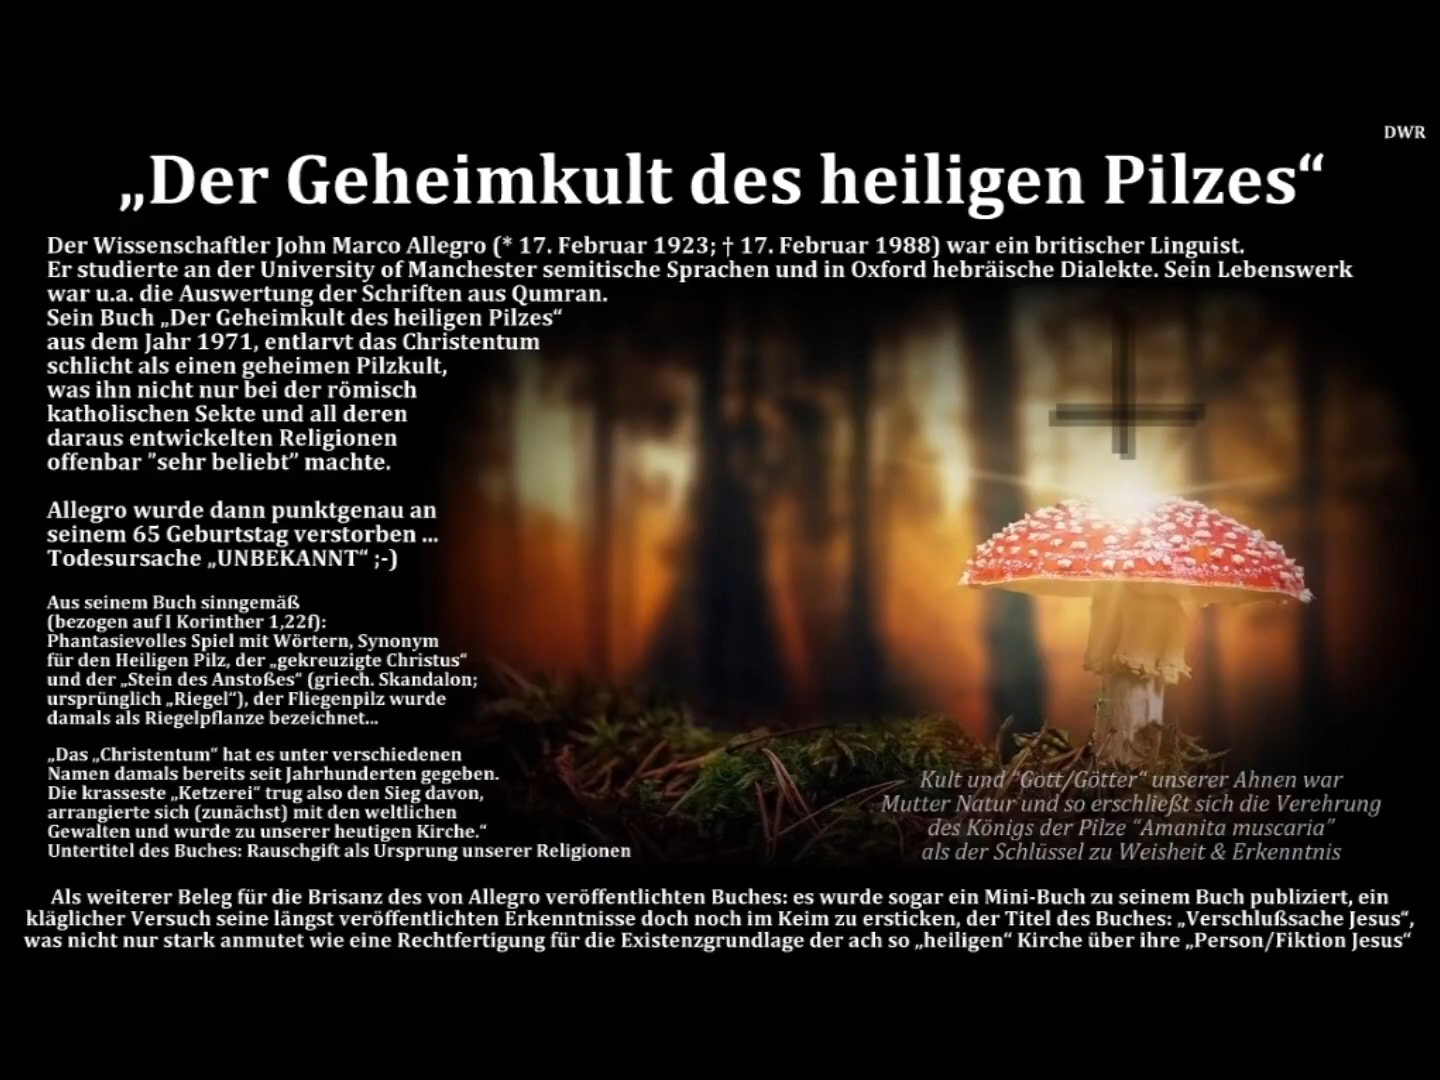 DWR
„Der Geheimkult des heiligen Pilzes“
Der Wissenschaftler John Marco Allegro (* 17. Februar 1923; † 17. Februar 1988) war ein britischer Linguist.
Er studierte an der University of Manchester semitische Sprachen und in Oxford hebräische Dialekte. Sein Lebenswerk
war u.a. die Auswertung der Schriften aus Qumran.
Sein Buch „Der Geheimkult des heiligen Pilzes“
aus dem Jahr 1971, entlarvt das Christentum
schlicht als einen geheimen Pilzkult,
was ihn nicht nur bei der römisch
katholischen Sekte und all deren
daraus entwickelten Religionen
offenbar ”sehr beliebt” machte.
Allegro wurde dann punktgenau an
seinem 65 Geburtstag verstorben ...
Todesursache „UNBEKANNT“ ;-)
Aus seinem Buch sinngemäß
(bezogen auf I Korinther 1,22f):
Phantasievolles Spiel mit Wörtern, Synonym
für den Heiligen Pilz, der „gekreuzigte Christus“
und der „Stein des Anstoßes“ (griech. Skandalon;
ursprünglich „Riegel“), der Fliegenpilz wurde
damals als Riegelpflanze bezeichnet...
„Das „Christentum“ hat es unter verschiedenen
Namen damals bereits seit Jahrhunderten gegeben.
Die krasseste „Ketzerei“ trug also den Sieg davon,
arrangierte sich (zunächst) mit den weltlichen
Gewalten und wurde zu unserer heutigen Kirche.“
Untertitel des Buches: Rauschgift als Ursprung unserer Religionen
Kult und “Gott/Götter“ unserer Ahnen war
Mutter Natur und so erschließt sich die Verehrung
des Königs der Pilze “Amanita muscaria”
als der Schlüssel zu Weisheit & Erkenntnis
Als weiterer Beleg für die Brisanz des von Allegro veröffentlichten Buches: es wurde sogar ein Mini-Buch zu seinem Buch publiziert, ein
kläglicher Versuch seine längst veröffentlichten Erkenntnisse doch noch im Keim zu ersticken, der Titel des Buches: „Verschlußsache Jesus“,
was nicht nur stark anmutet wie eine Rechtfertigung für die Existenzgrundlage der ach so „heiligen“ Kirche über ihre „Person/Fiktion Jesus“